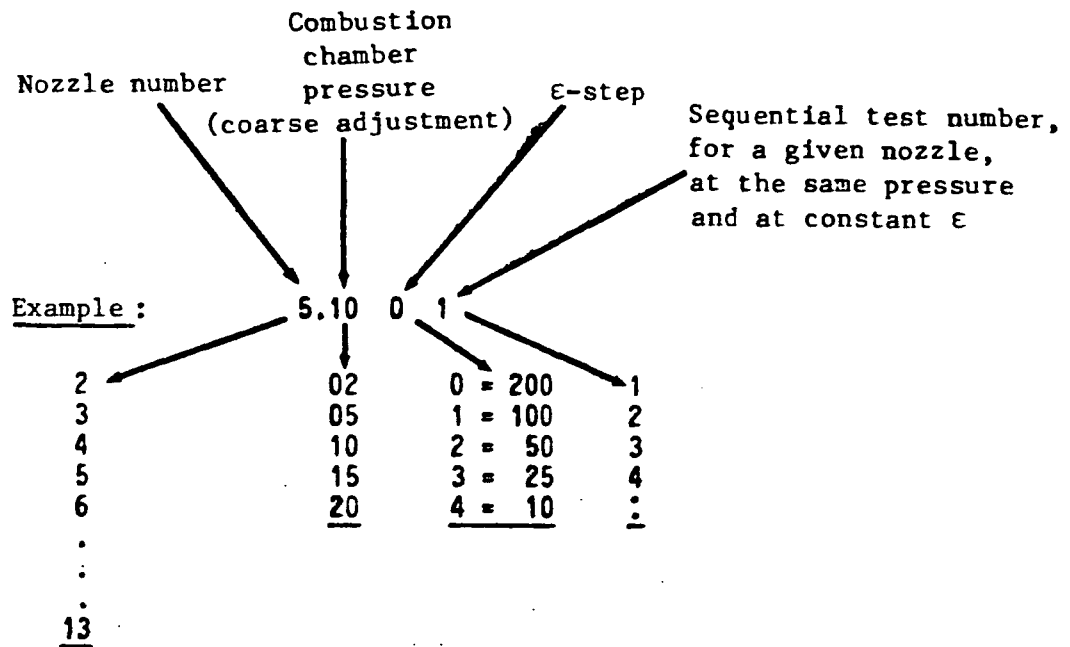 Combustion
chamber
pressure
(coarse adjustment)
Nozzle number
ε-step
Sequential test number,
for a given nozzle,
at the same pressure
and at constant ε
Example : 5.10 0 1
2 02 0 = 200 1
3 05 1 = 100 2
4 10 2 = 50 3
5 15 3 = 25 4
6 20 4 = 10 :
.
:
.
13